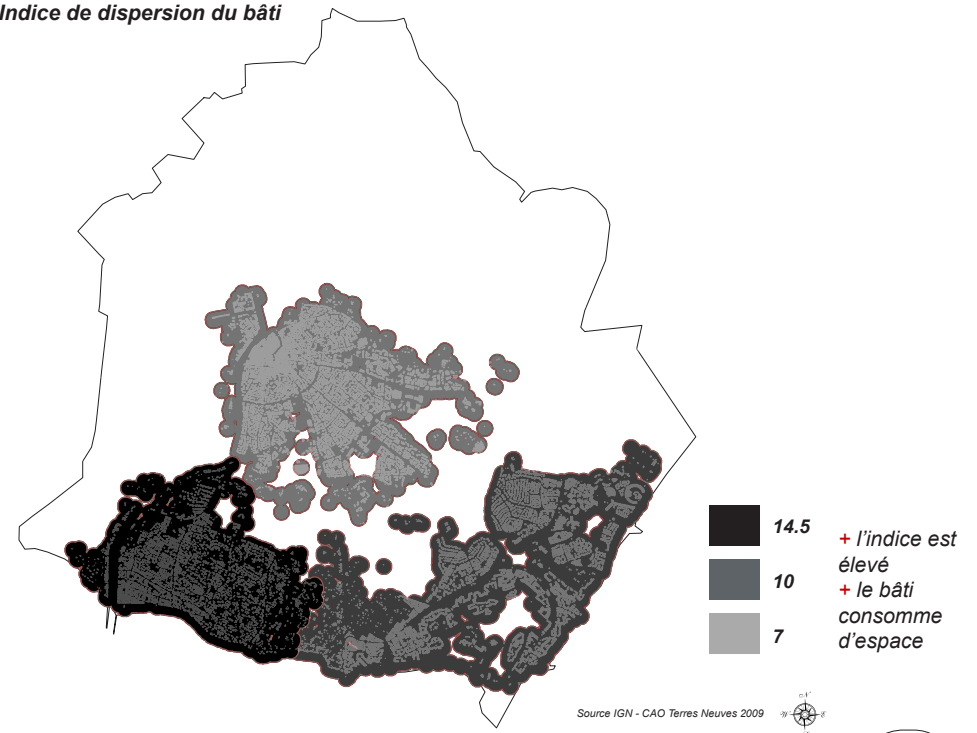 Indice de dispersion du bâti
14.5
10
7
+ l'indice est
élevé
+ le bâti
consomme
d'espace
Source IGN - CAO Terres Neuves 2009